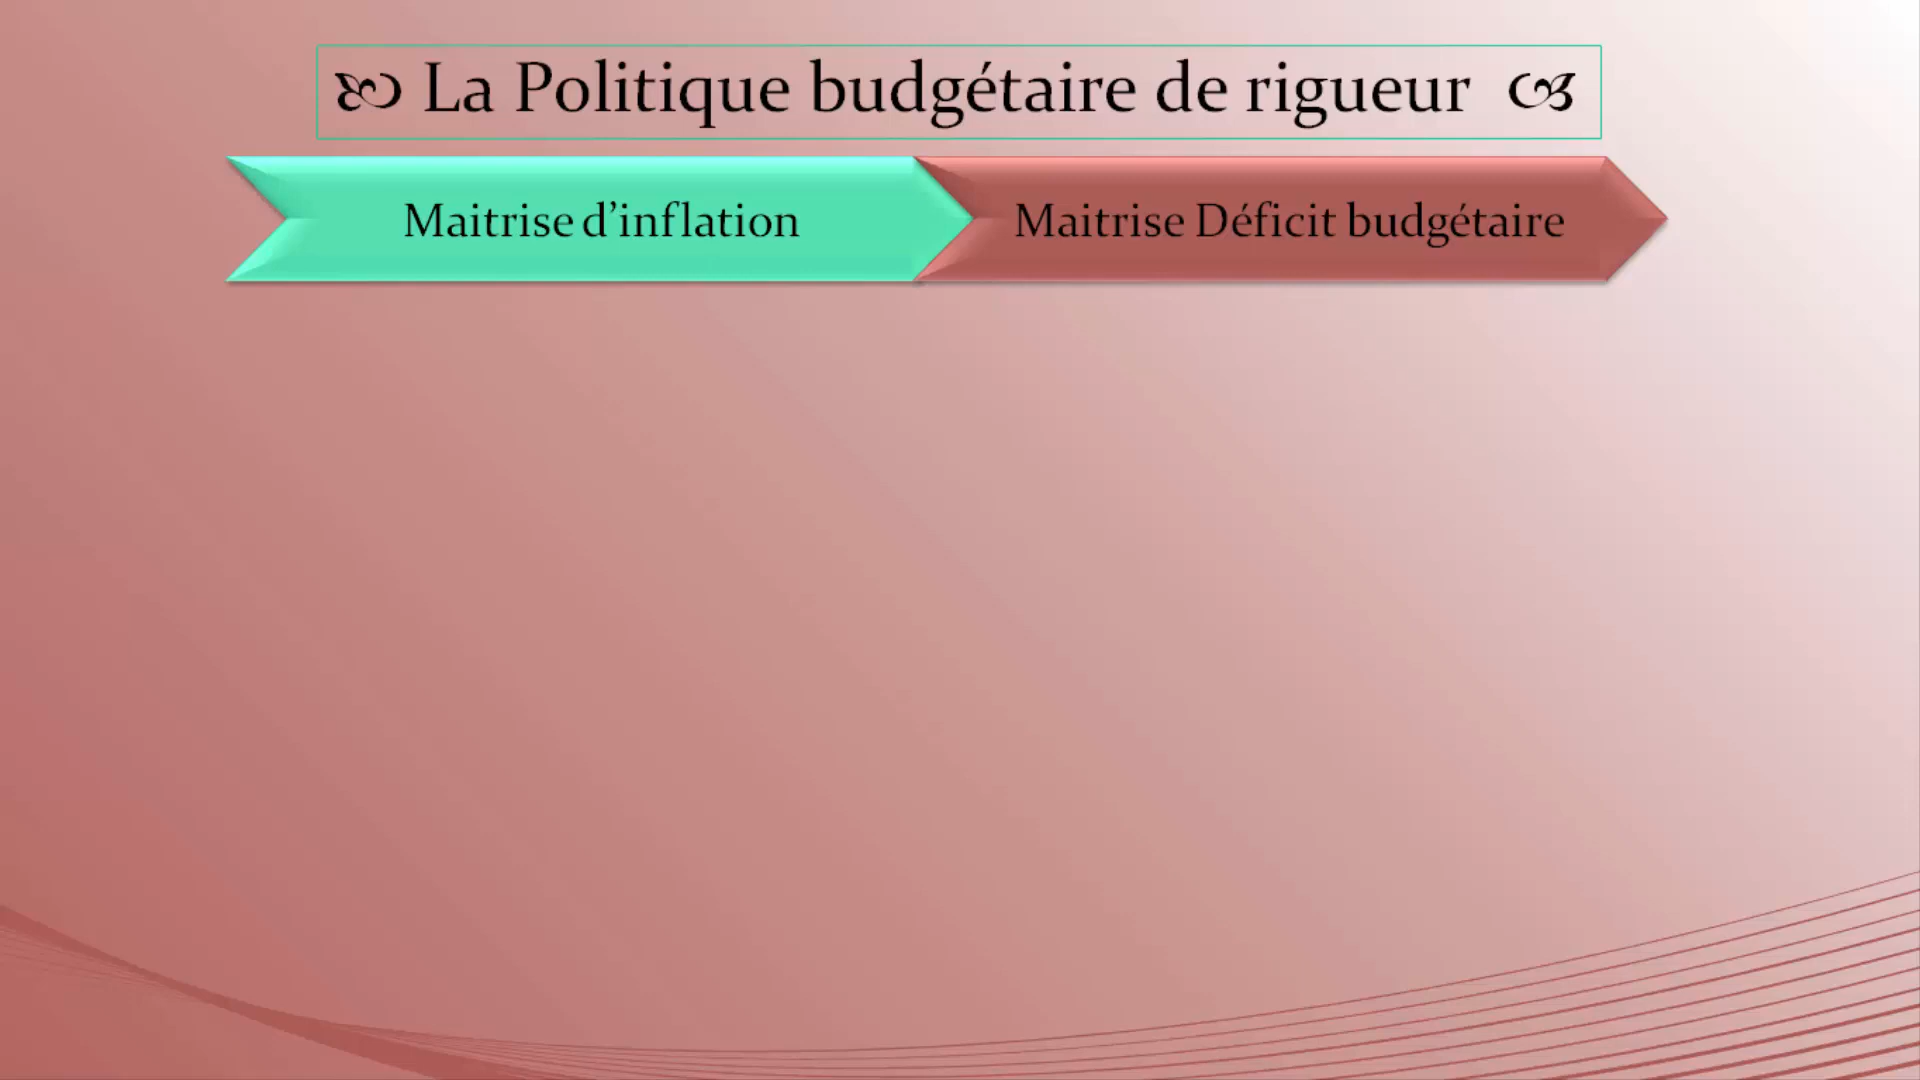 La Politique budgétaire de rigueur
Maitrise d’inflation
Maitrise Déficit budgétaire